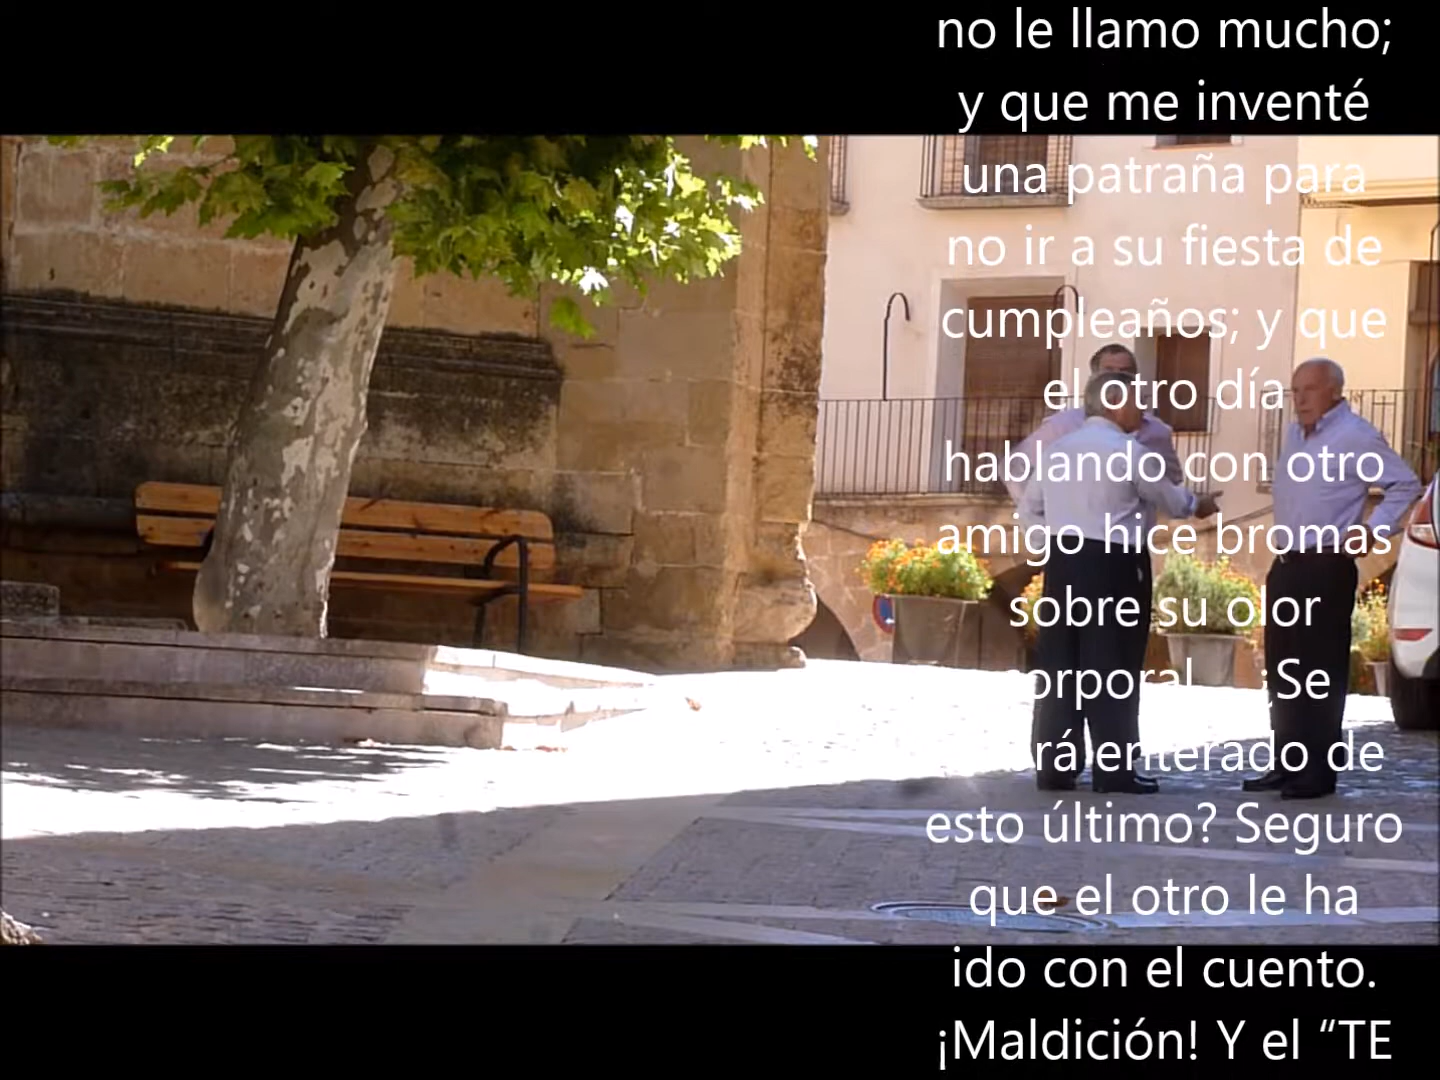 no le llamo mucho;
y que me inventé
una patraña para
no ir a su fiesta de
cumpleaños; y que
el otro día
hablando con otro
amigo hice bromas
sobre su olor
¿Se
enterado de
esto último? Seguro
que el otro le ha
ido con el cuento.
¡Maldición! Y el “TE